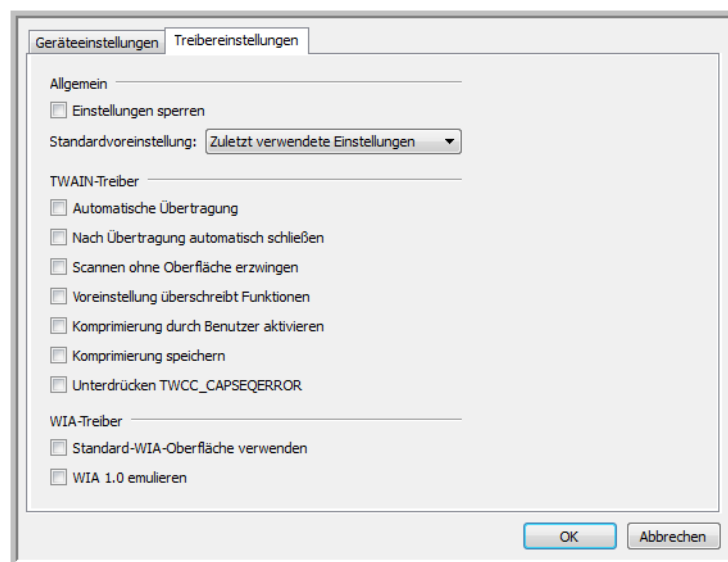 Geräteeinstellungen Treibereinstellungen
Allgemein
Einstellungen sperren
Standardvoreinstellung: Zuletzt verwendete Einstellungen
TWAIN-Treiber
Automatische Übertragung
Nach Übertragung automatisch schließen
Scannen ohne Oberfläche erzwingen
Voreinstellung überschreibt Funktionen
Komprimierung durch Benutzer aktivieren
Komprimierung speichern
Unterdrücken TWCC_CAPSEQERROR
WIA-Treiber
Standard-WIA-Oberfläche verwenden
WIA 1.0 emulieren
OK Abbrechen